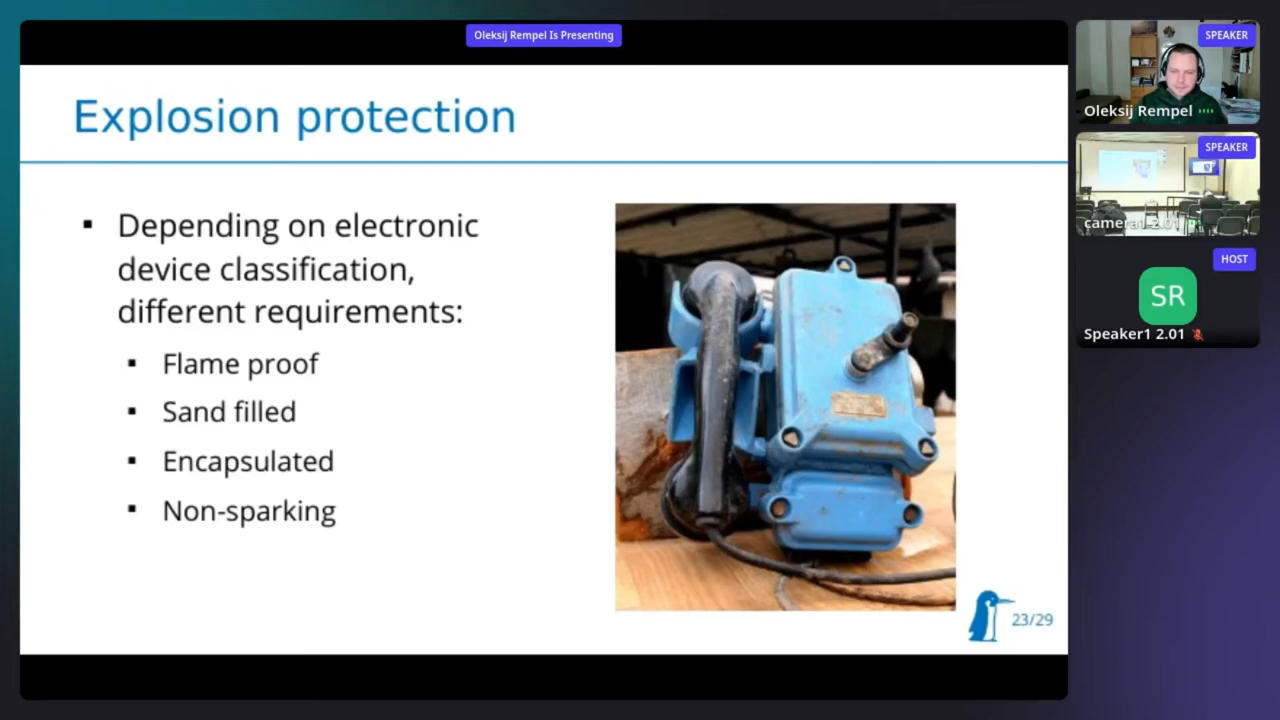 Oleksij Rempel Is Presenting
Explosion protection
▪ Depending on electronic
device classification,
different requirements:
▪ Flame proof
▪ Sand filled
▪ Encapsulated
▪ Non-sparking
23/29
SPEAKER
Oleksij Rempel
SPEAKER
camera1 2.01
HOST
SR
Speaker1 2.01